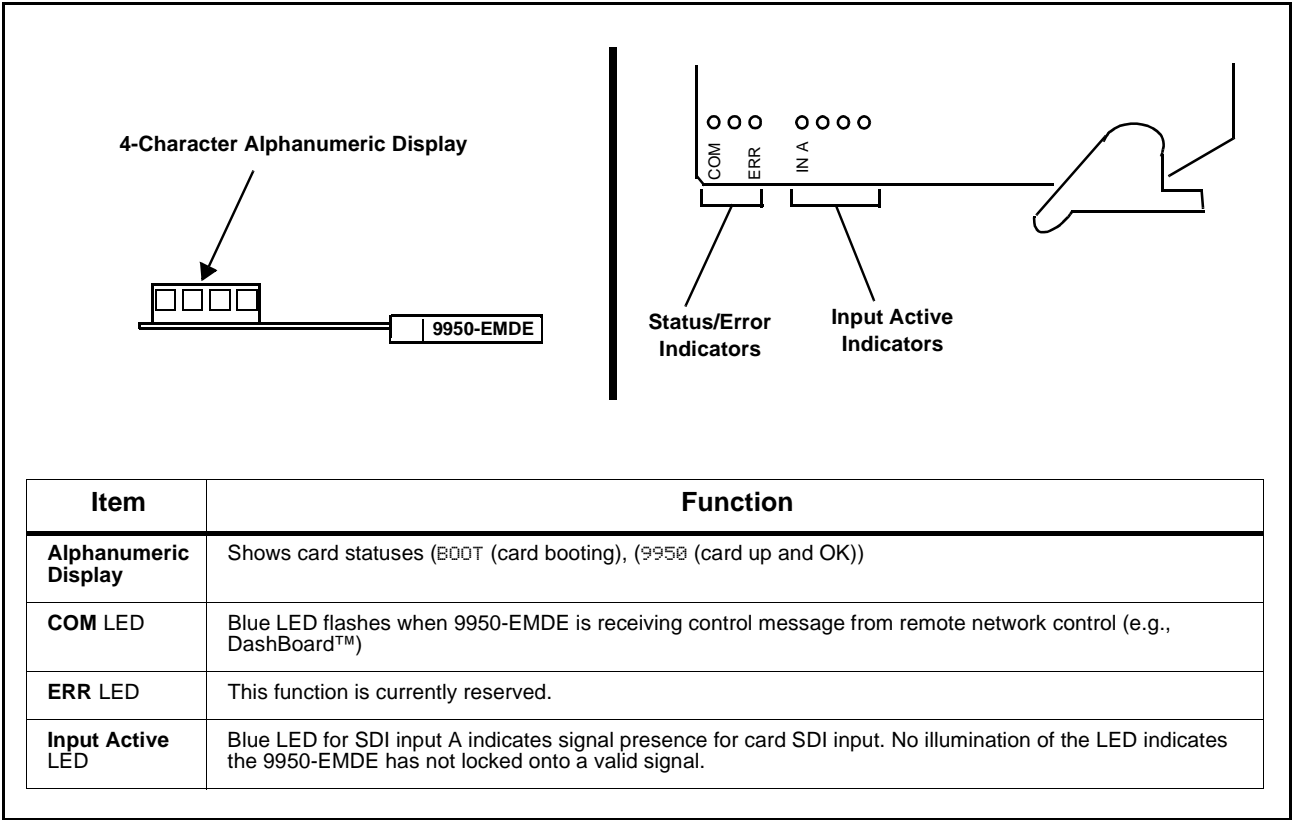 4-Character Alphanumeric Display
9950-EMDE
COM
ERR
IN A
Status/Error
Indicators
Input Active
Indicators
Item
Function
Alphanumeric
Display
Shows card statuses (BOOT (card booting), (9950 (card up and OK))
COM LED
Blue LED flashes when 9950-EMDE is receiving control message from remote network control (e.g.,
DashBoard™)
ERR LED
This function is currently reserved.
Input Active
LED
Blue LED for SDI input A indicates signal presence for card SDI input. No illumination of the LED indicates
the 9950-EMDE has not locked onto a valid signal.